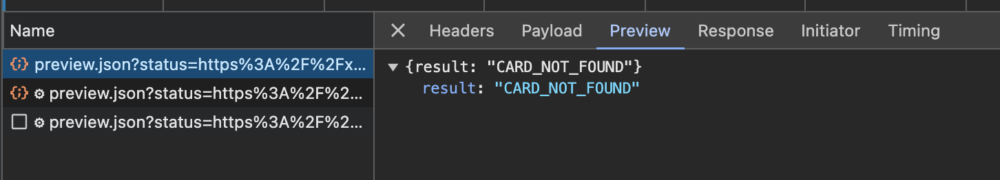 Name
Headers Payload Preview Response Initiator Timing
preview.json?status=https%3A%2F%2Fx...
preview.json?status=https%3A%2F%2...
preview.json?status=https%3A%2F%2...
{result: "CARD_NOT_FOUND"}
result: "CARD_NOT_FOUND"